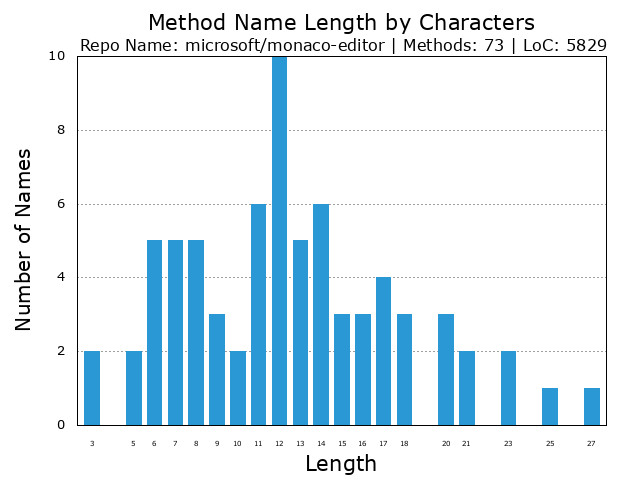 Method Name Length by Characters
Repo Name: microsoft/monaco-editor | Methods: 73 | LoC: 5829
10
8
6
4
2
0
Number of Names
3 5 6 7 8 9 10 11 12 13 14 15 16 17 18 20 21 23 25 27
Length